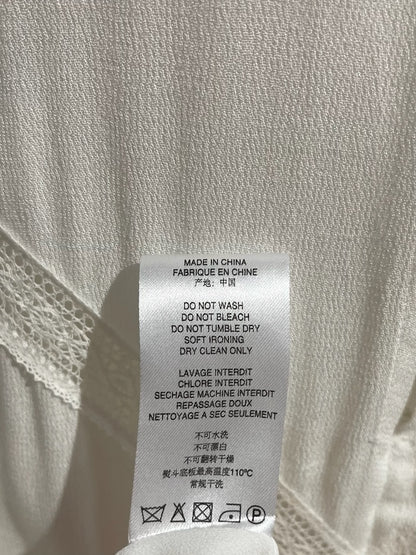 MADE IN CHINA
FABRIQUE EN CHINE
产地: 中国
DO NOT WASH
DO NOT BLEACH
DO NOT TUMBLE DRY
SOFT IRONING
DRY CLEAN ONLY
LAVAGE INTERDIT
CHLORE INTERDIT
SECHAGE MACHINE INTERDIT
REPASSAGE DOUX
NETTOYAGE A SEC SEULEMENT
不可水洗
不可漂白
不可翻转干燥
熨斗底板最高温度110℃
常规干洗
P